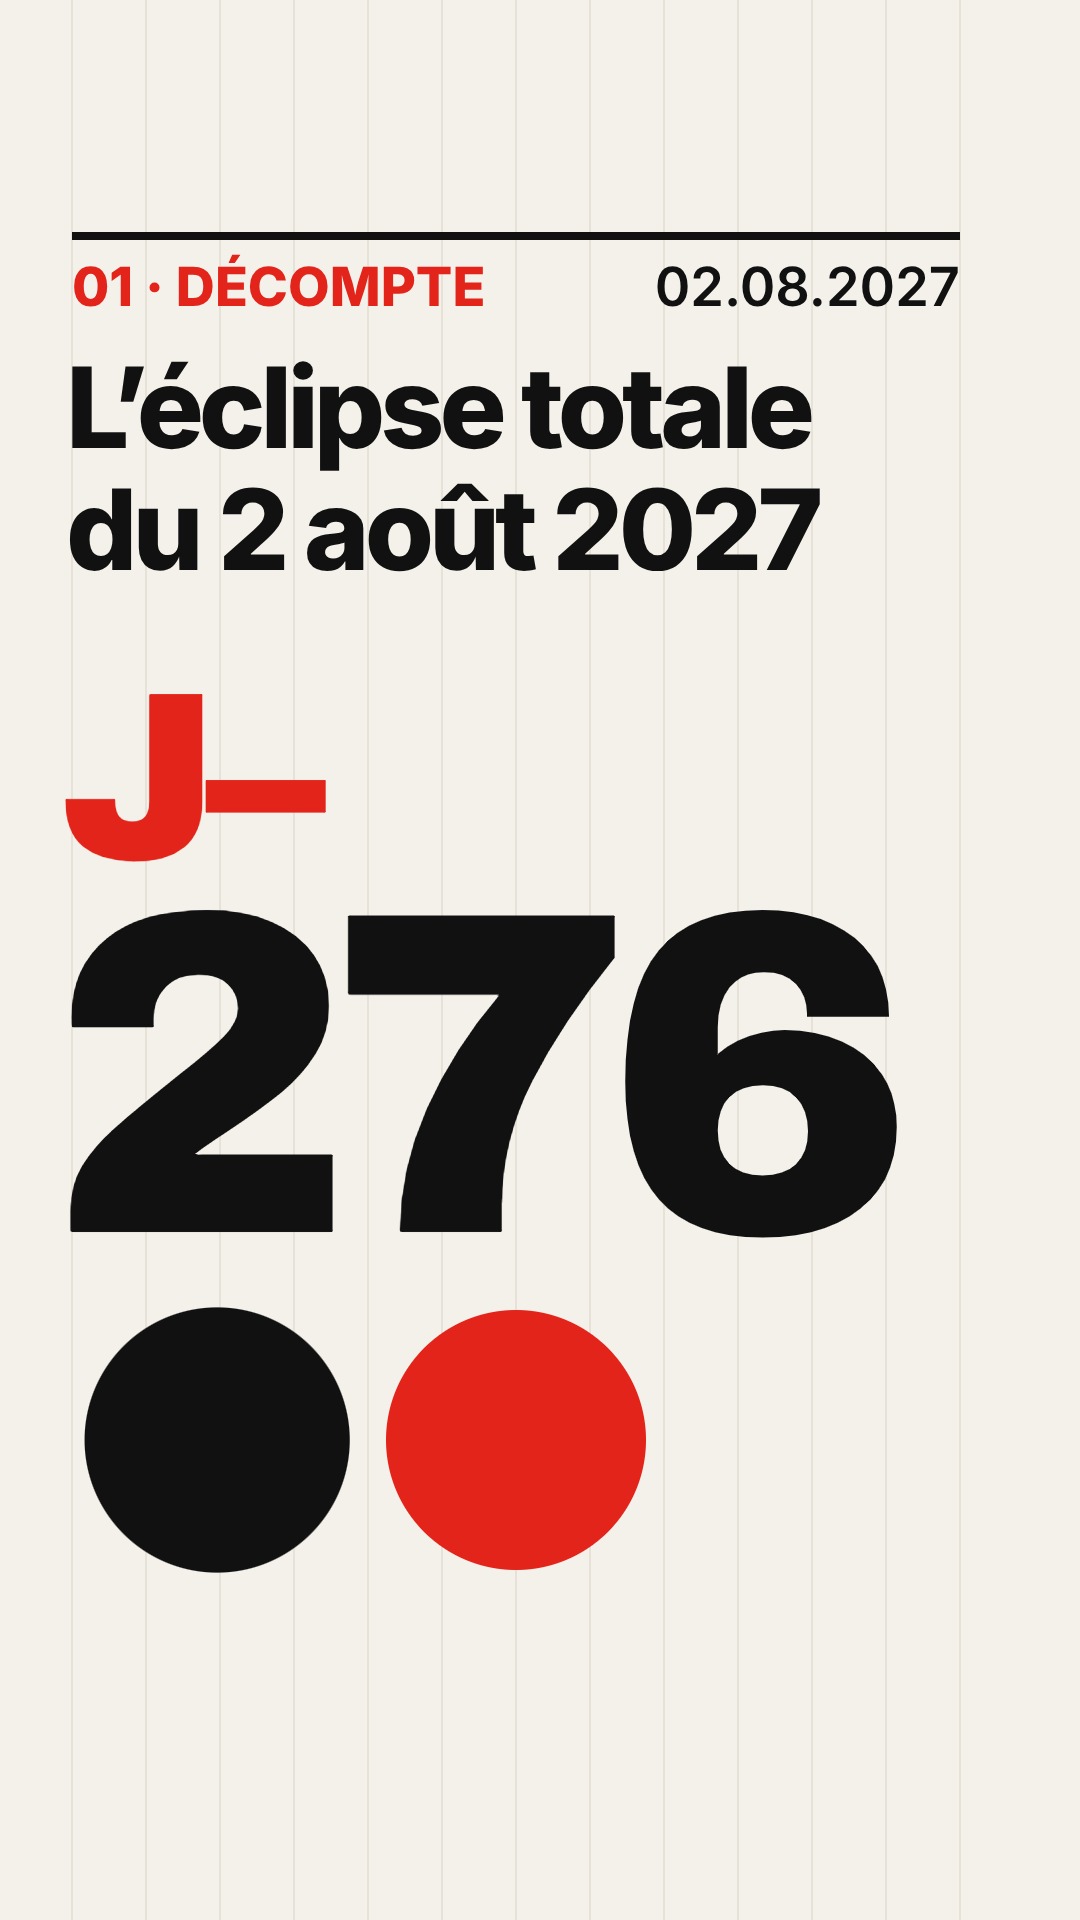 01 · DÉCOMPTE
02.08.2027
L’éclipse totale
du 2 août 2027
J–
276